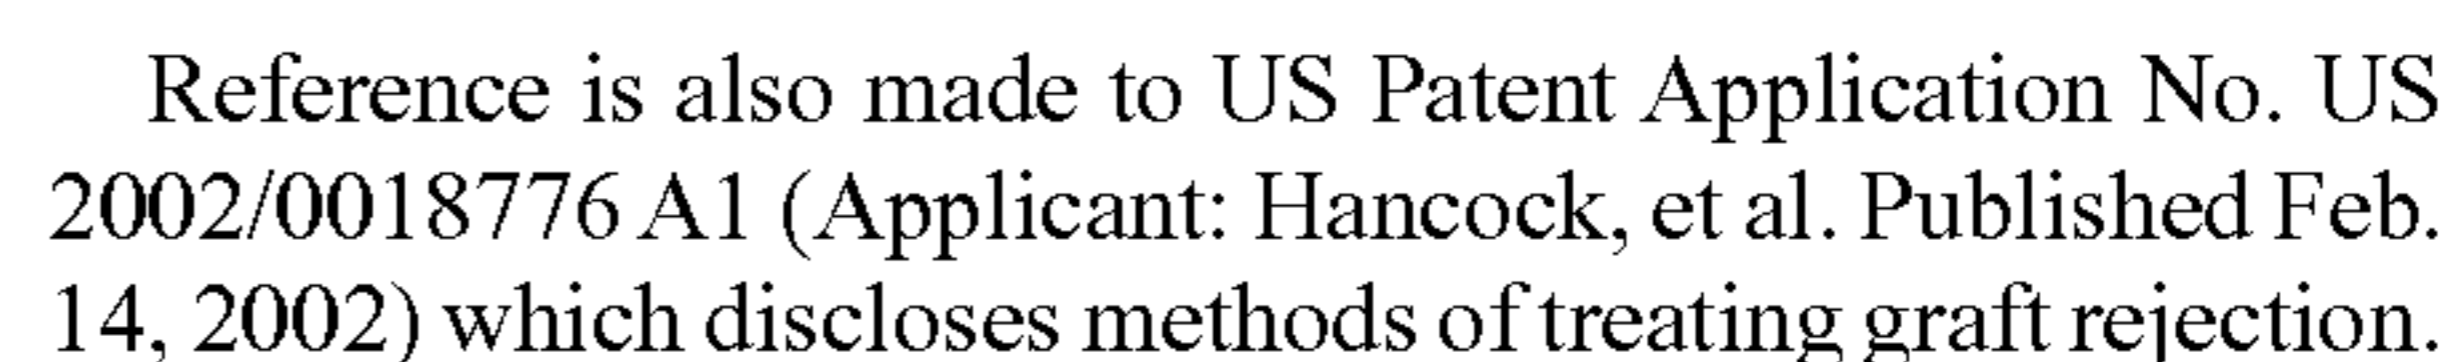 Reference is also made to US Patent Application No. US
2002/0018776 A1 (Applicant: Hancock, et al. Published Feb.
14, 2002) which discloses methods of treating graft rejection.